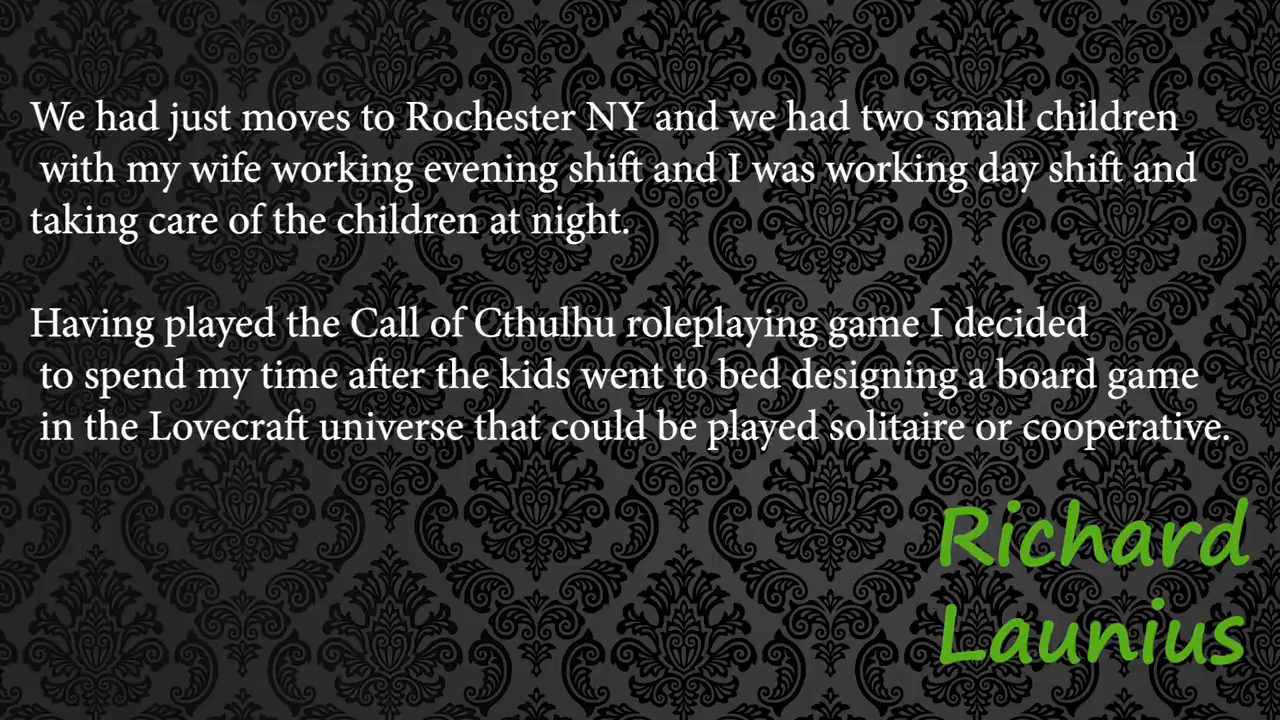 We had just moves to Rochester NY and we had two small children
with my wife working evening shift and I was working day shift and
taking care of the children at night.
Having played the Call of Cthulhu roleplaying game I decided
to spend my time after the kids went to bed designing a board game
in the Lovecraft universe that could be played solitaire or cooperative.
Richard
Launius